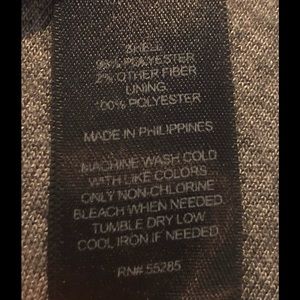 SHELL
98% POLYESTER
2% OTHER FIBER
LINING
100% POLYESTER
MADE IN PHILIPPINES
MACHINE WASH COLD
WITH LIKE COLORS
ONLY NON-CHLORINE
BLEACH WHEN NEEDED.
TUMBLE DRY LOW
COOL IRON IF NEEDED
RN# 55285